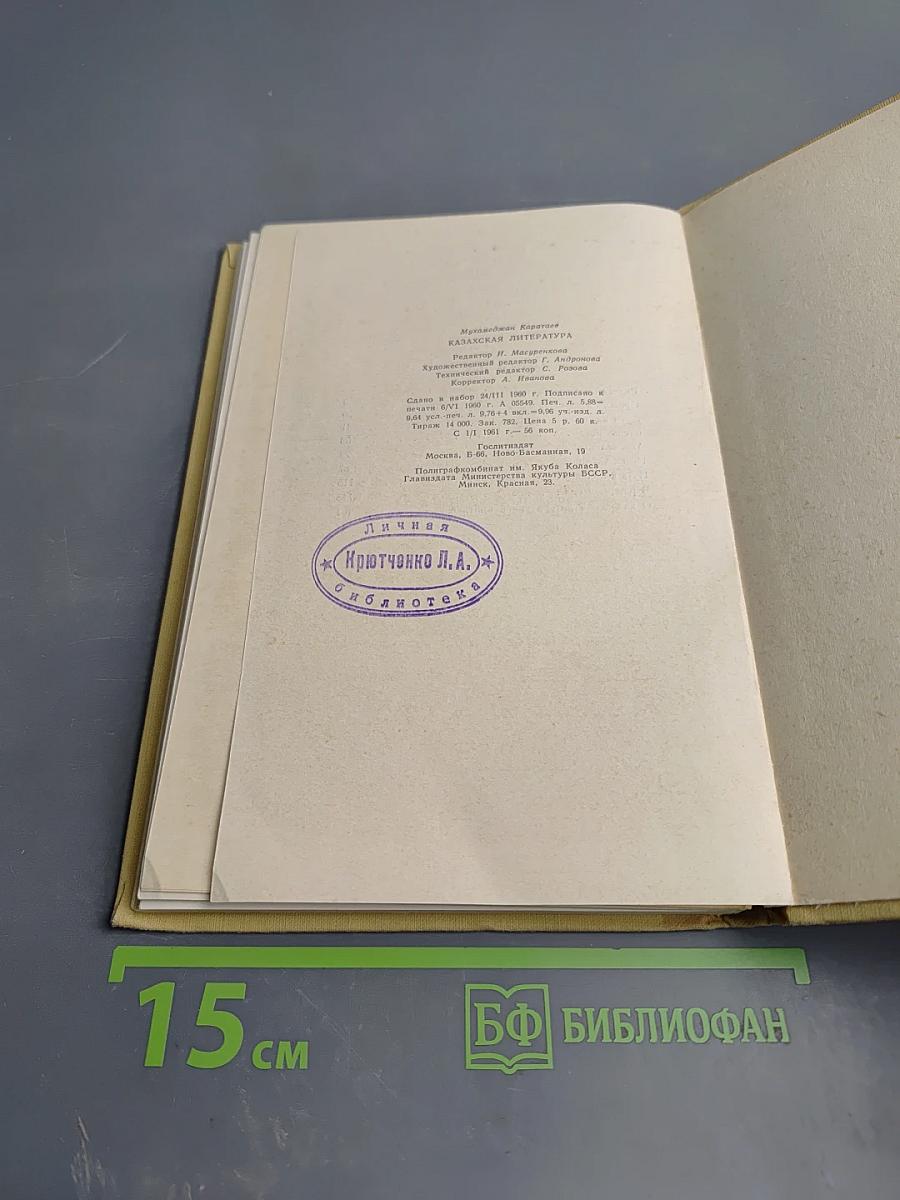 Мухамеджан Каратаев
КАЗАХСКАЯ ЛИТЕРАТУРА
Редактор И. Масуренкова
Художественный редактор Г. Андронова
Технический редактор С. Розова
Корректор А. Иванова
Сдано в набор 24/III 1960 г. Подписано к
печати 6/VI 1960 г. А 05549. Печ. л. 5,88=
9,64 усл.-печ. л. 9,76+4 вкл.=9,96 уч.-изд. л.
Тираж 14 000. Зак. 782. Цена 5 р. 60 к.
С 1/I 1961 г.— 56 коп.
Гослитиздат
Москва, Б-66, Ново-Басманная, 19
Полиграфкомбинат им. Якуба Коласа
Главиздата Министерства культуры БССР,
Минск, Красная, 23.
Личная
Крютченко Л.А.
библиотека
15 см
БФ БИБЛИОФАН